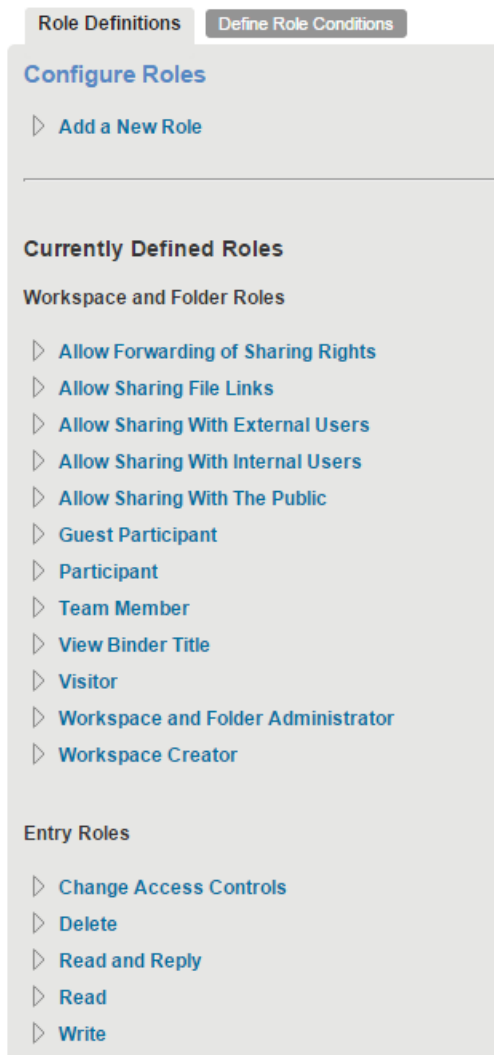 Role Definitions Define Role Conditions
Configure Roles
Add a New Role
Currently Defined Roles
Workspace and Folder Roles
Allow Forwarding of Sharing Rights
Allow Sharing File Links
Allow Sharing With External Users
Allow Sharing With Internal Users
Allow Sharing With The Public
Guest Participant
Participant
Team Member
View Binder Title
Visitor
Workspace and Folder Administrator
Workspace Creator
Entry Roles
Change Access Controls
Delete
Read and Reply
Read
Write